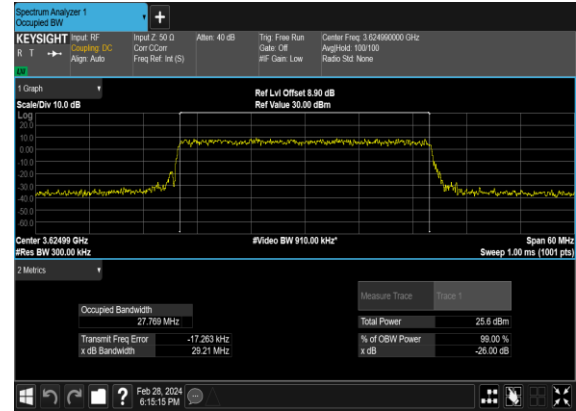 Spectrum Analyzer 1
Occupied BW
+
KEYSIGHT Input: RF Input Z: 50 Ω Atten: 40 dB Trig: Free Run Center Freq: 3.624990000 GHz
R T Coupling: DC Corr CCorr Gate: Off Avg|Hold: 100/100
Align: Auto Freq Ref: Int (S) #IF Gain: Low Radio Std: None
LV
1 Graph
Ref Lvl Offset 8.90 dB
Scale/Div 10.0 dB Ref Value 30.00 dBm
Log
20.0
10.0
0.00
-10.0
-20.0
-30.0
-40.0
-50.0
-60.0
Center 3.62499 GHz #Video BW 910.00 kHz* Span 60 MHz
#Res BW 300.00 kHz Sweep 1.00 ms (1001 pts)
2 Metrics
Measure Trace Trace 1
Occupied Bandwidth
27.769 MHz Total Power 25.6 dBm
Transmit Freq Error -17.263 kHz % of OBW Power 99.00 %
x dB Bandwidth 29.21 MHz x dB -26.00 dB
? Feb 28, 2024
6:15:15 PM